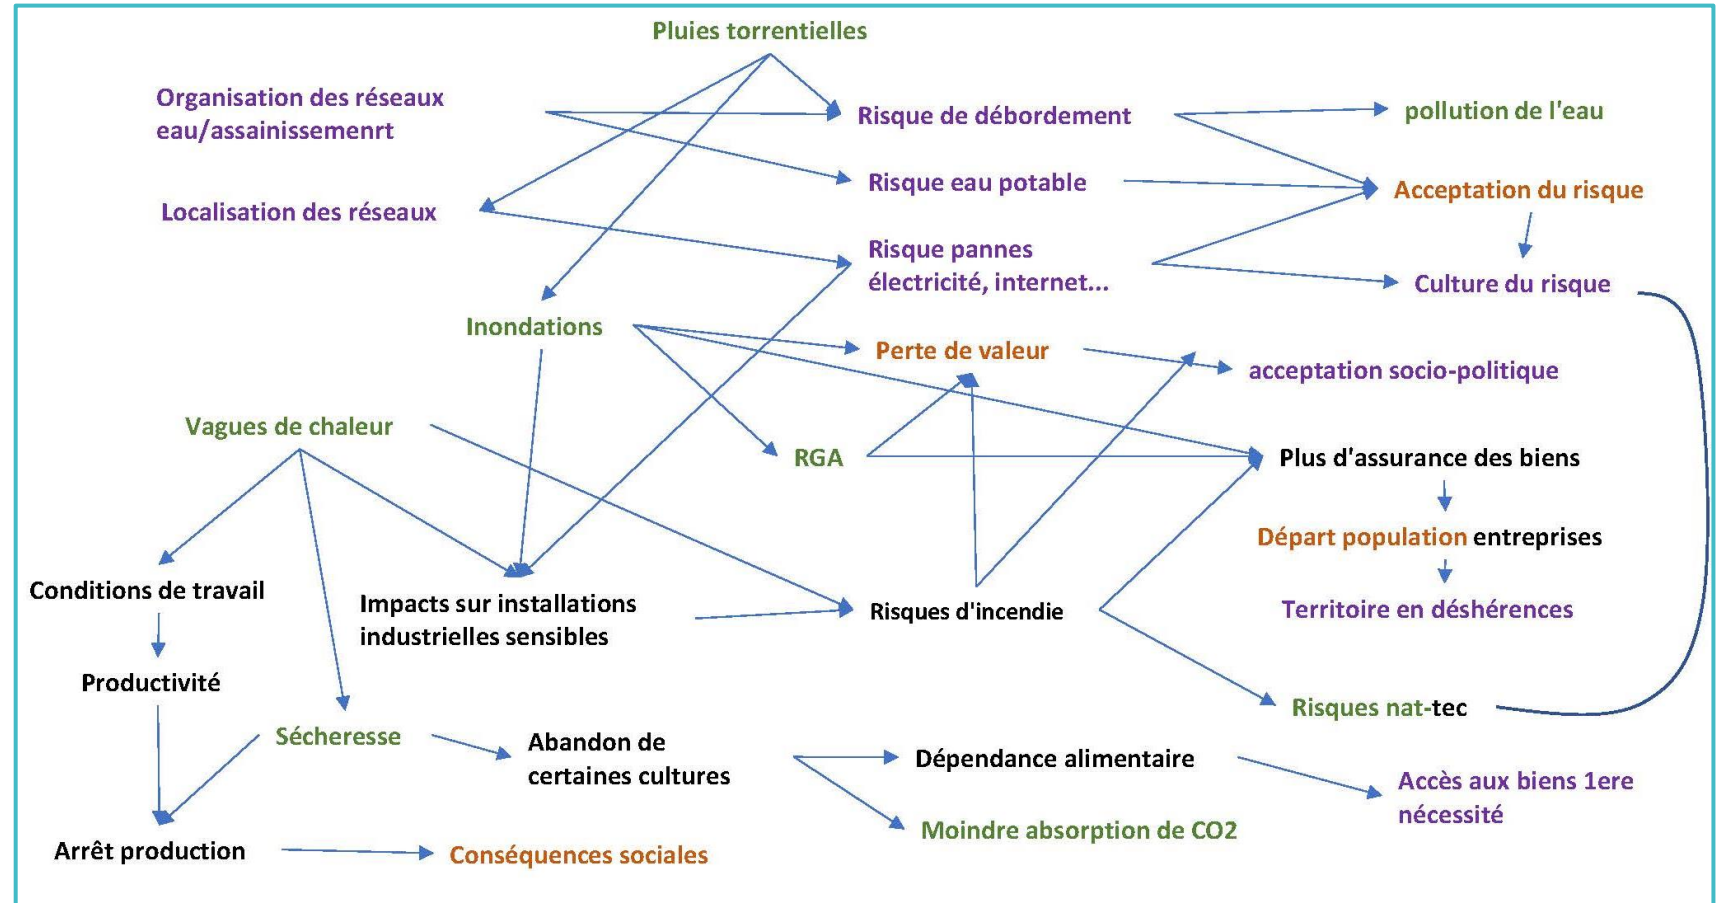 Pluies torrentielles
Organisation des réseaux
eau/assainissemenrt
Risque de débordement
pollution de l'eau
Risque eau potable
Acceptation du risque
Localisation des réseaux
Risque pannes
électricité, internet...
Culture du risque
Inondations
Perte de valeur
acceptation socio-politique
Vagues de chaleur
RGA
Plus d'assurance des biens
Départ population entreprises
Conditions de travail
Impacts sur installations
industrielles sensibles
Risques d'incendie
Territoire en déshérences
Productivité
Risques nat-tec
Sécheresse
Abandon de
certaines cultures
Dépendance alimentaire
Accès aux biens 1ere
nécessité
Moindre absorption de CO2
Arrêt production
Conséquences sociales